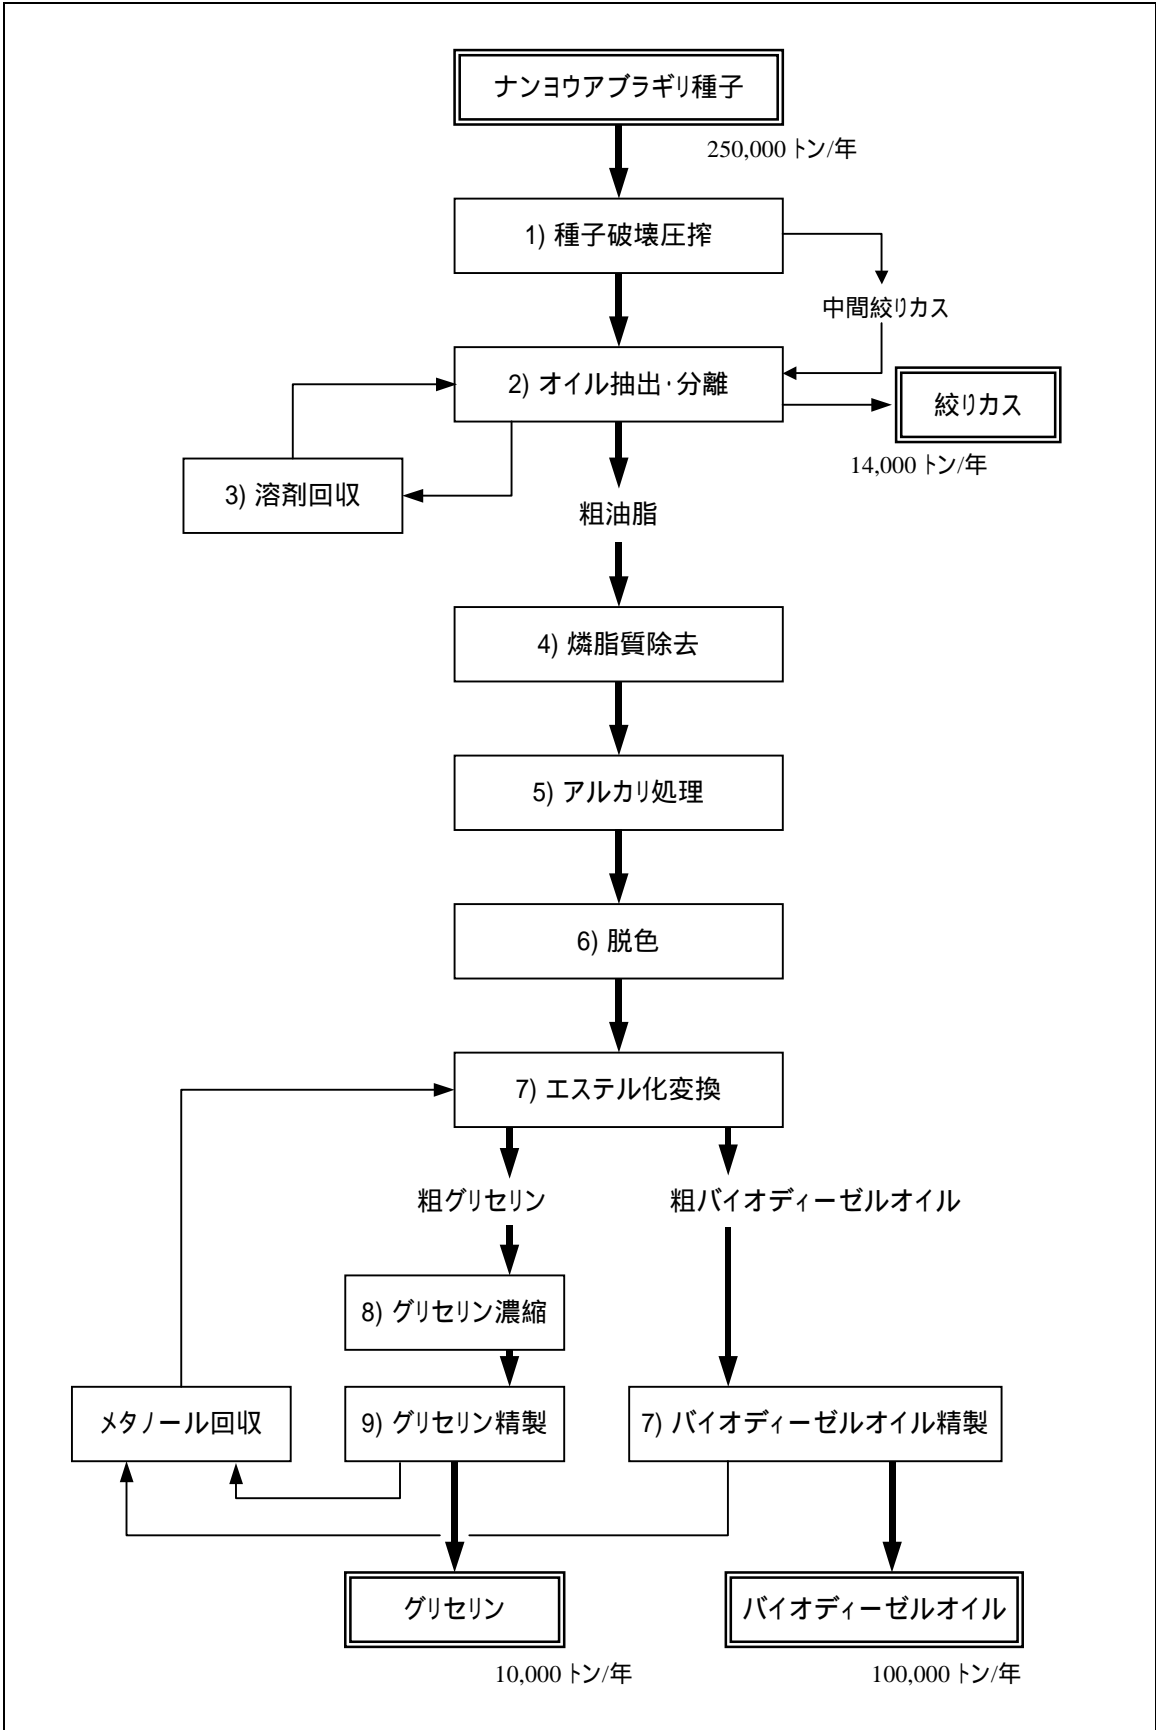 ナンヨウアブラギリ種子
250,000 トン/年
1) 種子破壊圧搾
中間絞りカス
2) オイル抽出・分離
絞りカス
14,000 トン/年
3) 溶剤回収
粗油脂
4) 燐脂質除去
5) アルカリ処理
6) 脱色
7) エステル化変換
粗グリセリン
粗バイオディーゼルオイル
8) グリセリン濃縮
メタノール回収
9) グリセリン精製
7) バイオディーゼルオイル精製
グリセリン
バイオディーゼルオイル
10,000 トン/年
100,000 トン/年